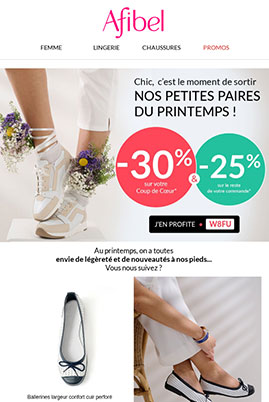 Afibel
FEMME LINGERIE CHAUSSURES PROMOS
Chic, c'est le moment de sortir
NOS PETITES PAIRES
DU PRINTEMPS !
-30%
sur votre
Coup de Cœur*
&
-25%
sur le reste
de votre commande*
J'EN PROFITE • W8FU
Au printemps, on a toutes
envie de légèreté et de nouveautés à nos pieds...
Vous nous suivez ?
Ballerines largeur confort cuir perforé